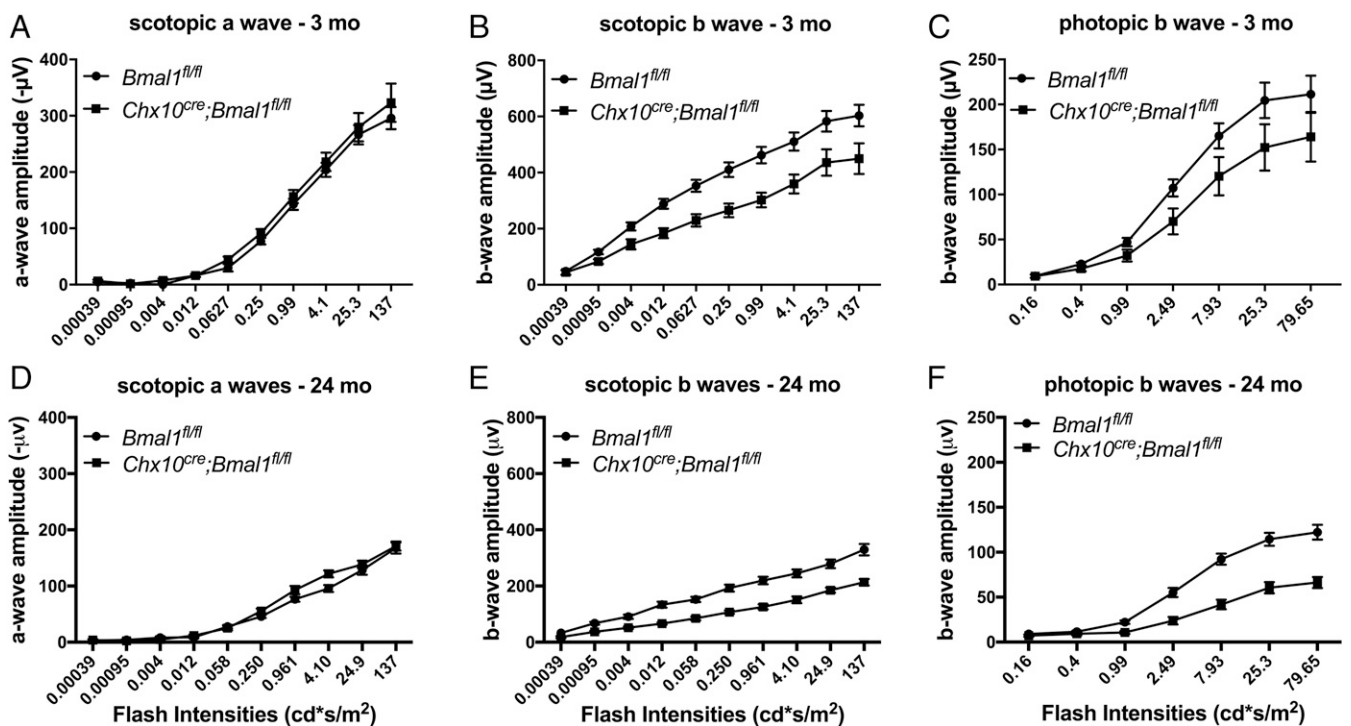 A
scotopic a wave - 3 mo
a-wave amplitude (-µV)
400
300
200
100
0
Bmal1fl/fl
Chx10cre;Bmal1fl/fl
0.00039
0.00095
0.004
0.012
0.0627
0.25
0.99
4.1
25.3
137
B
scotopic b wave - 3 mo
b-wave amplitude (µV)
800
600
400
200
0
Bmal1fl/fl
Chx10cre;Bmal1fl/fl
0.00039
0.00095
0.004
0.012
0.0627
0.25
0.99
4.1
25.3
137
C
photopic b wave - 3 mo
b-wave amplitude (µV)
250
200
150
100
50
0
Bmal1fl/fl
Chx10cre;Bmal1fl/fl
0.16
0.4
0.99
2.49
7.93
25.3
79.65
D
scotopic a waves - 24 mo
a-wave amplitude (-µv)
400
300
200
100
0
Bmal1fl/fl
Chx10cre;Bmal1fl/fl
0.00039
0.00095
0.004
0.012
0.058
0.250
0.961
4.10
24.9
137
Flash Intensities (cd*s/m²)
E
scotopic b waves - 24 mo
b-wave amplitude (µv)
800
600
400
200
0
Bmal1fl/fl
Chx10cre;Bmal1fl/fl
0.00039
0.00095
0.004
0.012
0.058
0.250
0.961
4.10
24.9
137
Flash Intensities (cd*s/m²)
F
photopic b waves - 24 mo
b-wave amplitude (µv)
250
200
150
100
50
0
Bmal1fl/fl
Chx10cre;Bmal1fl/fl
0.16
0.4
0.99
2.49
7.93
25.3
79.65
Flash Intensities (cd*s/m²)